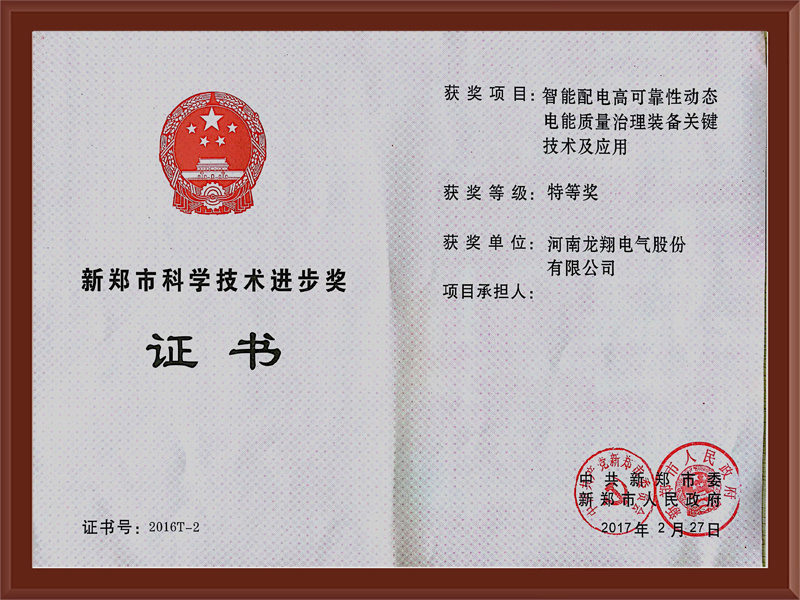 新郑市科学技术进步奖
证书
证书号：2016T-2
获奖项目：智能配电高可靠性动态
电能质量治理装备关键
技术及应用
获奖等级：特等奖
获奖单位：河南龙翔电气股份
有限公司
项目承担人：
中共新郑市委
新郑市人民政府
2017年2月27日